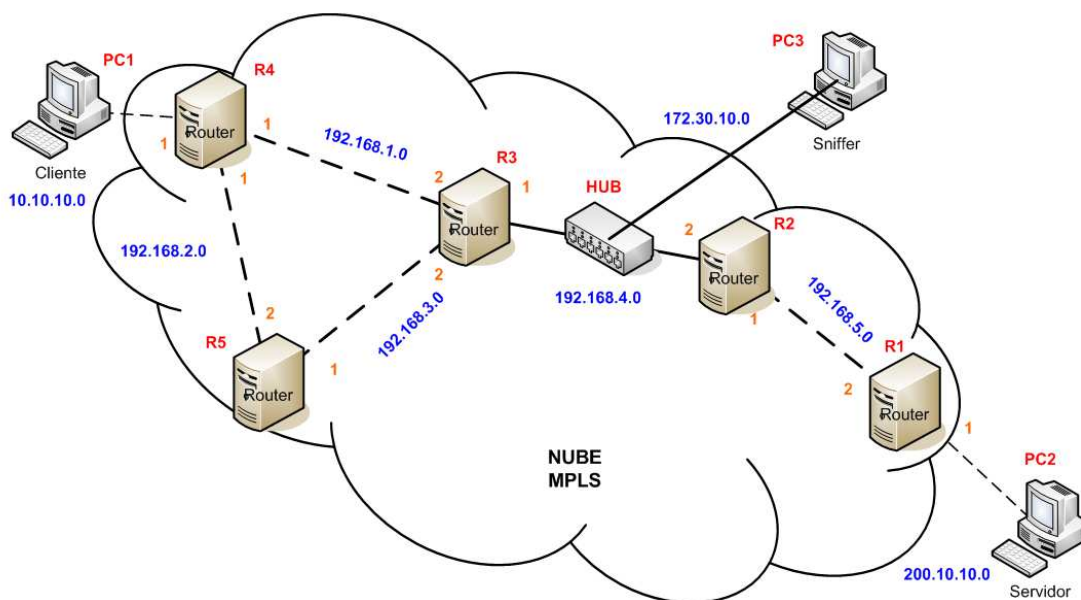 PC1
R4
PC3
Router
1
1
1
Cliente
10.10.10.0
192.168.1.0
172.30.10.0
Sniffer
R3
2
1
Router
2
HUB
R2
2
Router
1
192.168.2.0
192.168.3.0
192.168.4.0
192.168.5.0
R5
2
1
Router
R1
2
Router
1
NUBE
MPLS
PC2
200.10.10.0
Servidor